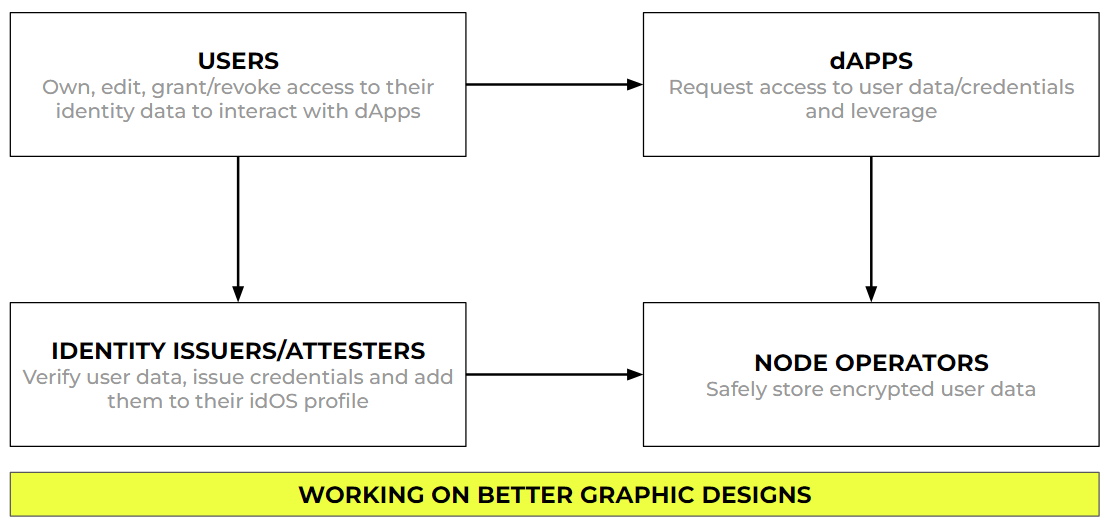 USERS
Own, edit, grant/revoke access to their
identity data to interact with dApps
dAPPS
Request access to user data/credentials
and leverage
IDENTITY ISSUERS/ATTESTERS
Verify user data, issue credentials and add
them to their idOS profile
NODE OPERATORS
Safely store encrypted user data
WORKING ON BETTER GRAPHIC DESIGNS